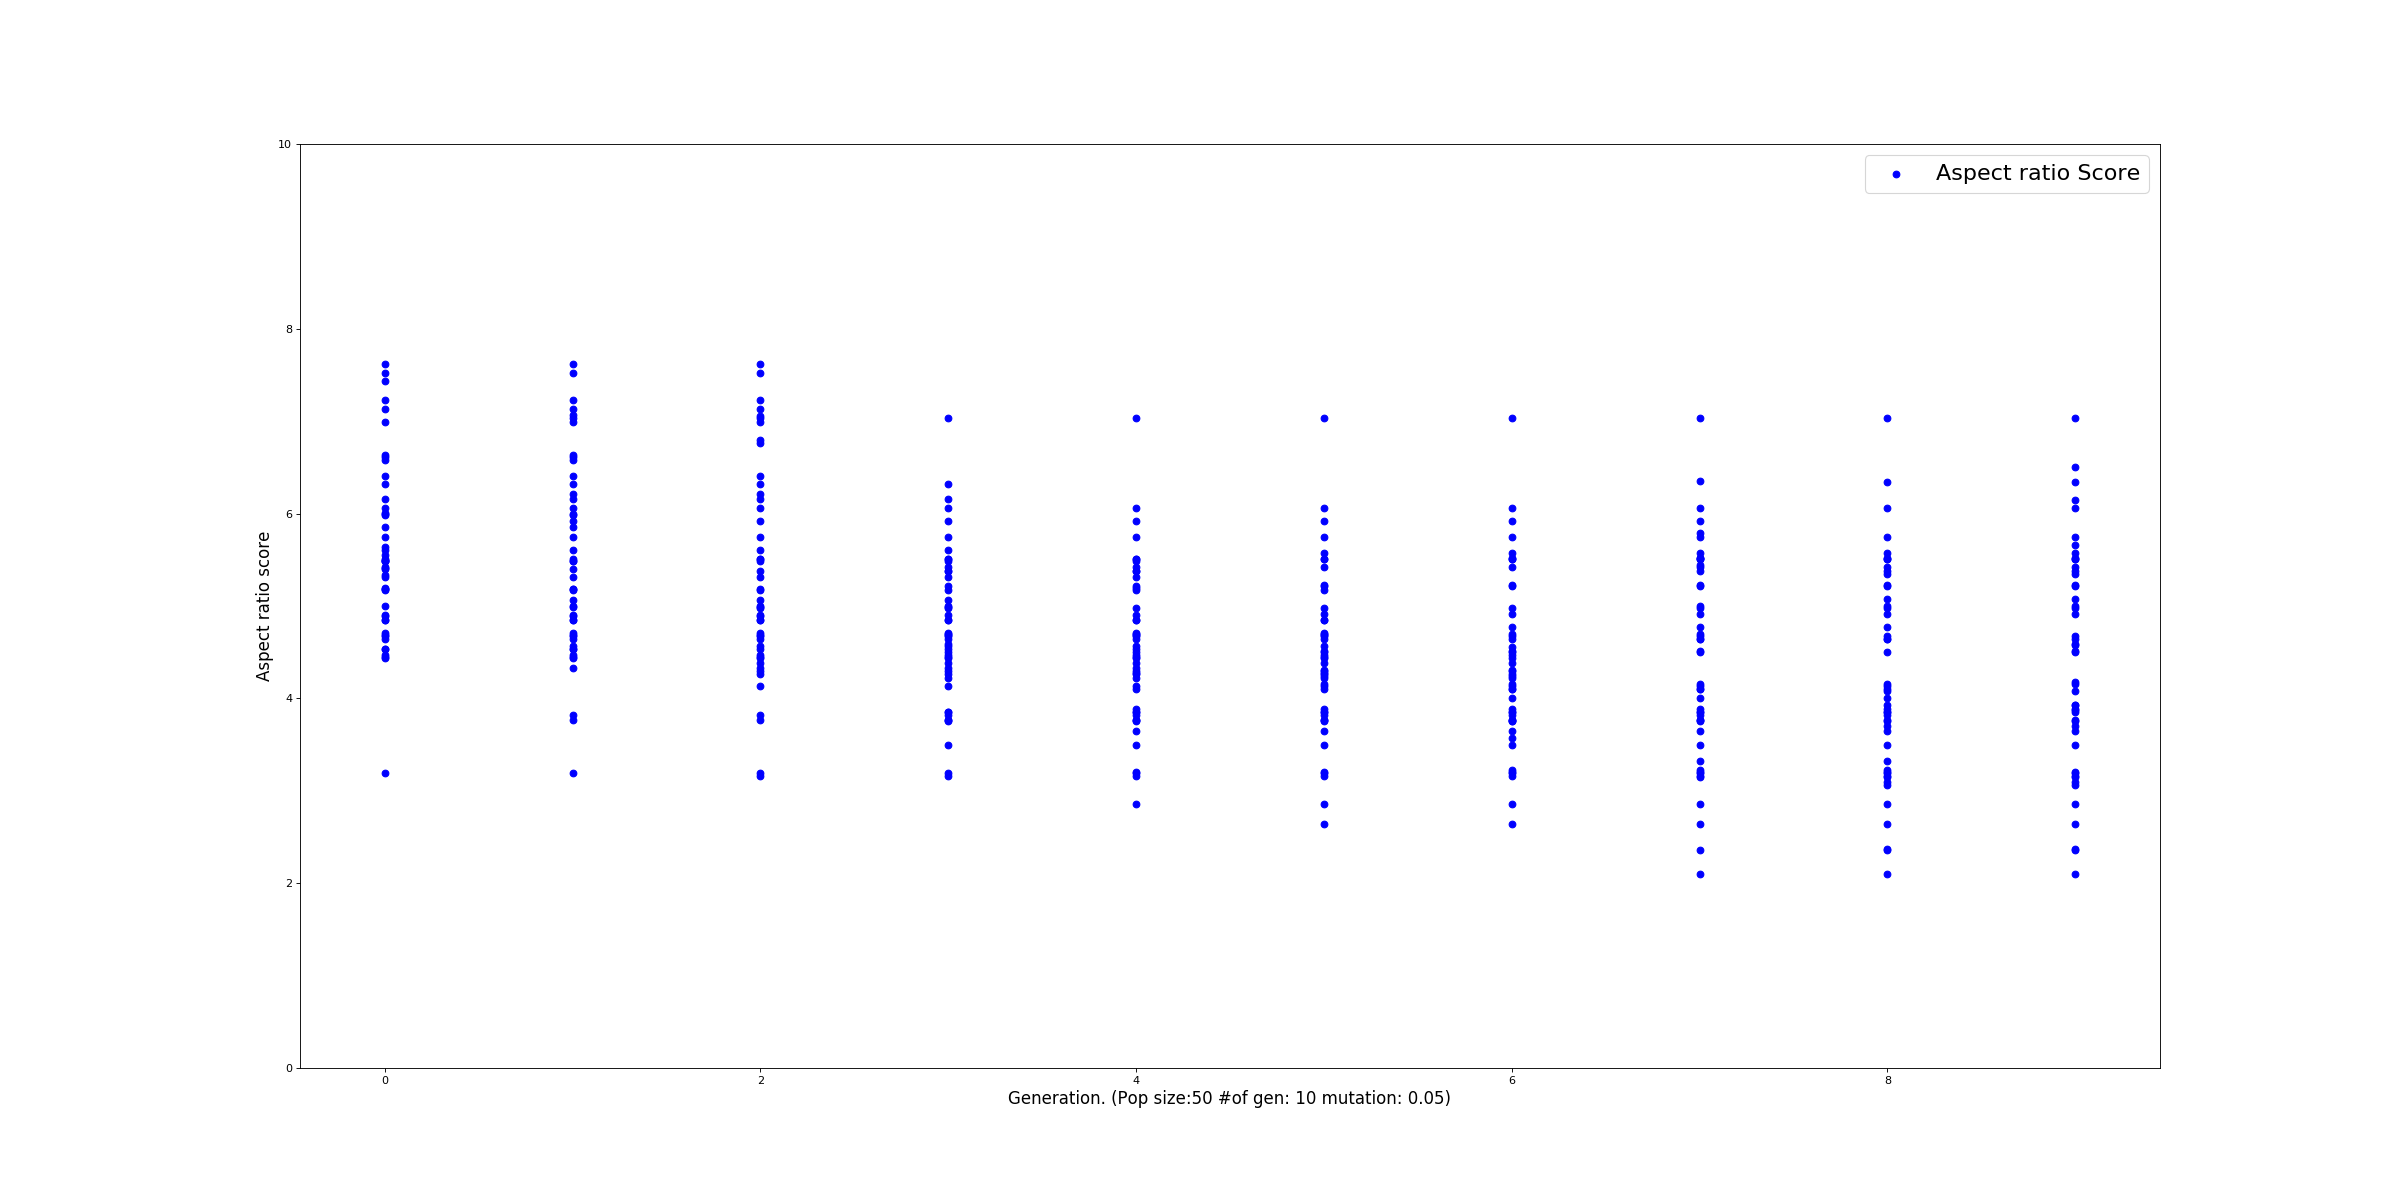 Aspect ratio Score
10
8
6
4
2
0
Aspect ratio score
0 2 4 6 8
Generation. (Pop size:50 #of gen: 10 mutation: 0.05)